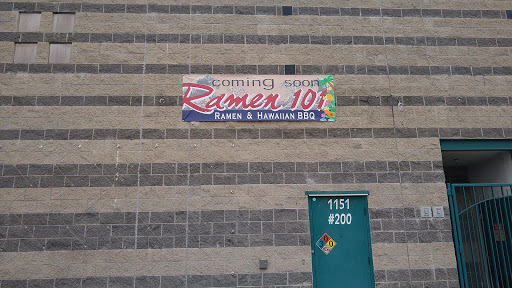 coming soon
Ramen 101
RAMEN & HAWAIIAN BBQ
1151
#200